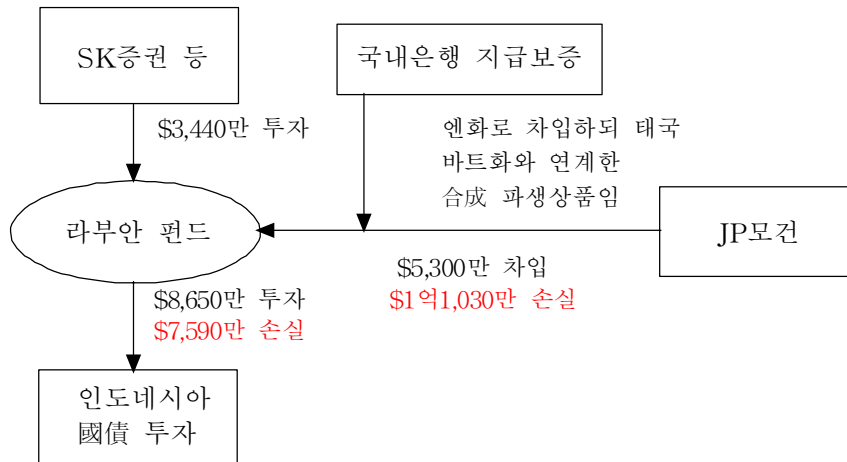 SK증권 등
국내은행 지급보증
$3,440만 투자
엔화로 차입하되 태국
바트화와 연계한
合成 파생상품임
라부안 펀드
JP모건
$5,300만 차입
$1억1,030만 손실
$8,650만 투자
$7,590만 손실
인도네시아
國債 투자